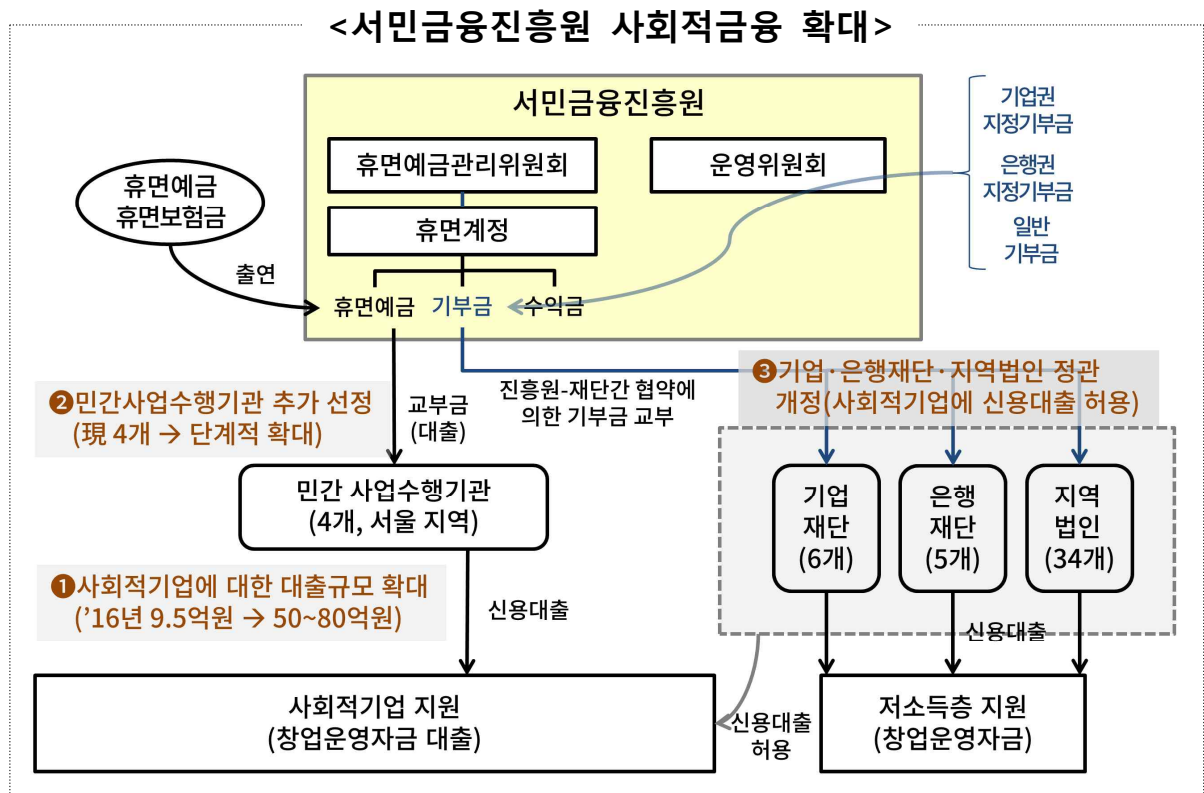 <서민금융진흥원 사회적금융 확대>
서민금융진흥원
휴면예금관리위원회
운영위원회
기업권
지정기부금
은행권
지정기부금
일반
기부금
휴면예금
휴면보험금
휴면계정
출연
휴면예금
기부금
수익금
❷민간사업수행기관 추가 선정
(現 4개 → 단계적 확대)
교부금
(대출)
진흥원-재단간 협약에
의한 기부금 교부
❸기업·은행재단·지역법인 정관
개정(사회적기업에 신용대출 허용)
민간 사업수행기관
(4개, 서울 지역)
기업
재단
(6개)
은행
재단
(5개)
지역
법인
(34개)
❶사회적기업에 대한 대출규모 확대
(’16년 9.5억원 → 50~80억원)
신용대출
신용대출
사회적기업 지원
(창업운영자금 대출)
신용대출
허용
저소득층 지원
(창업운영자금)